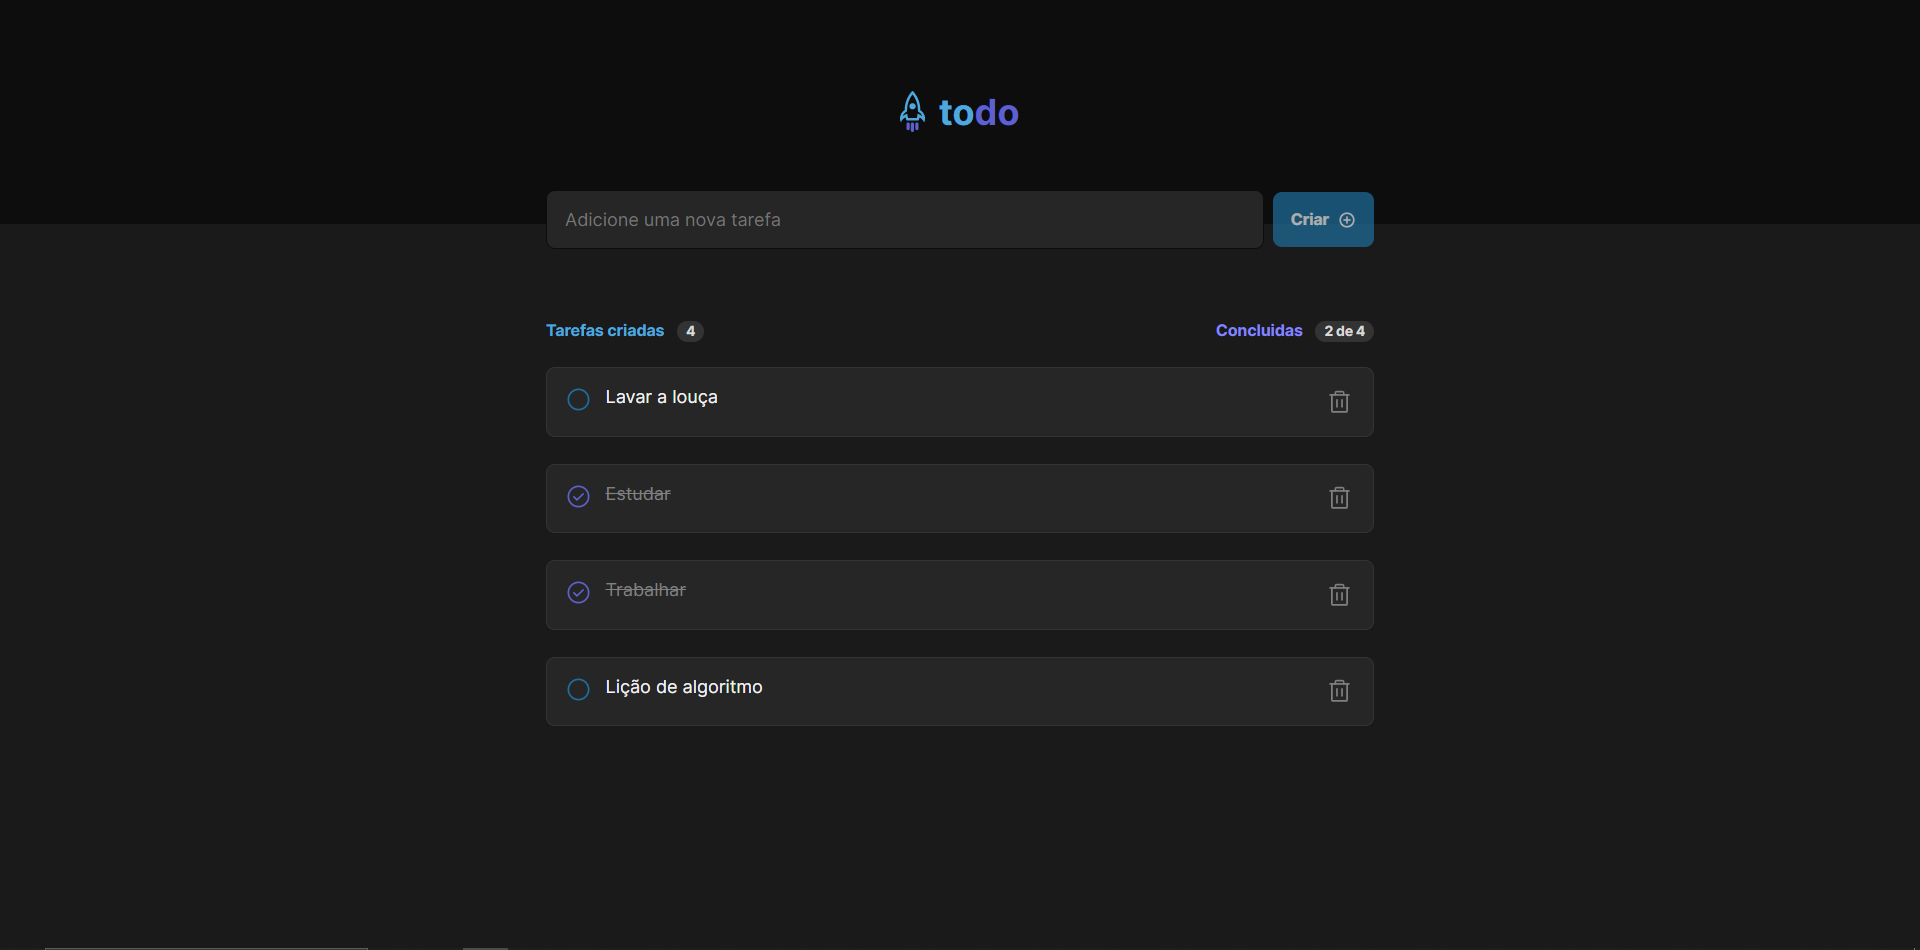 todo
Adicione uma nova tarefa
Criar
Tarefas criadas 4
Concluidas 2 de 4
Lavar a louça
Estudar
Trabalhar
Lição de algoritmo